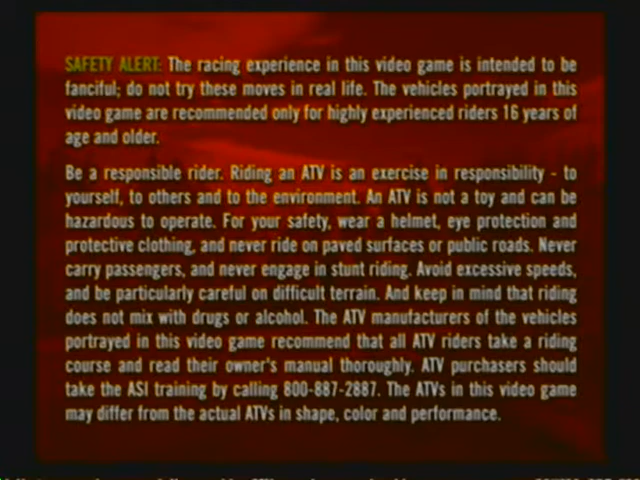 SAFETY ALERT: The racing experience in this video game is intended to be
fanciful; do not try these moves in real life. The vehicles portrayed in this
video game are recommended only for highly experienced riders 16 years of
age and older.
Be a responsible rider. Riding an ATV is an exercise in responsibility - to
yourself, to others and to the environment. An ATV is not a toy and can be
hazardous to operate. For your safety, wear a helmet, eye protection and
protective clothing, and never ride on paved surfaces or public roads. Never
carry passengers, and never engage in stunt riding. Avoid excessive speeds,
and be particularly careful on difficult terrain. And keep in mind that riding
does not mix with drugs or alcohol. The ATV manufacturers of the vehicles
portrayed in this video game recommend that all ATV riders take a riding
course and read their owner's manual thoroughly. ATV purchasers should
take the ASI training by calling 800-887-2887. The ATVs in this video game
may differ from the actual ATVs in shape, color and performance.